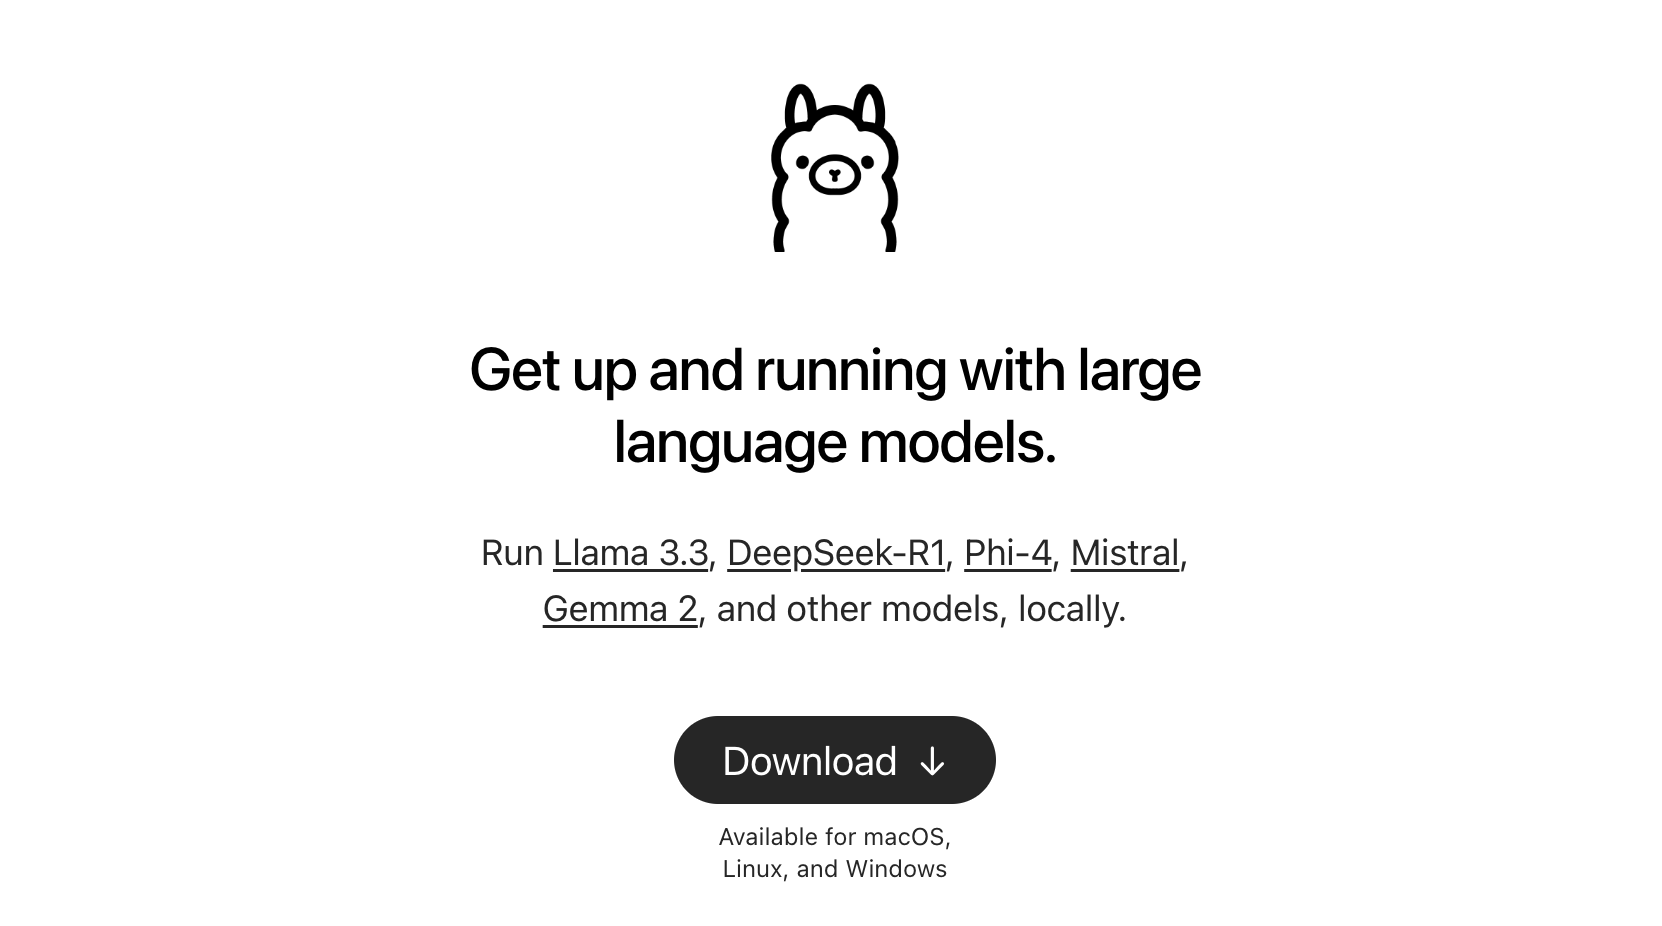 Get up and running with large
language models.
Run Llama 3.3, DeepSeek-R1, Phi-4, Mistral,
Gemma 2, and other models, locally.
Download ↓
Available for macOS,
Linux, and Windows